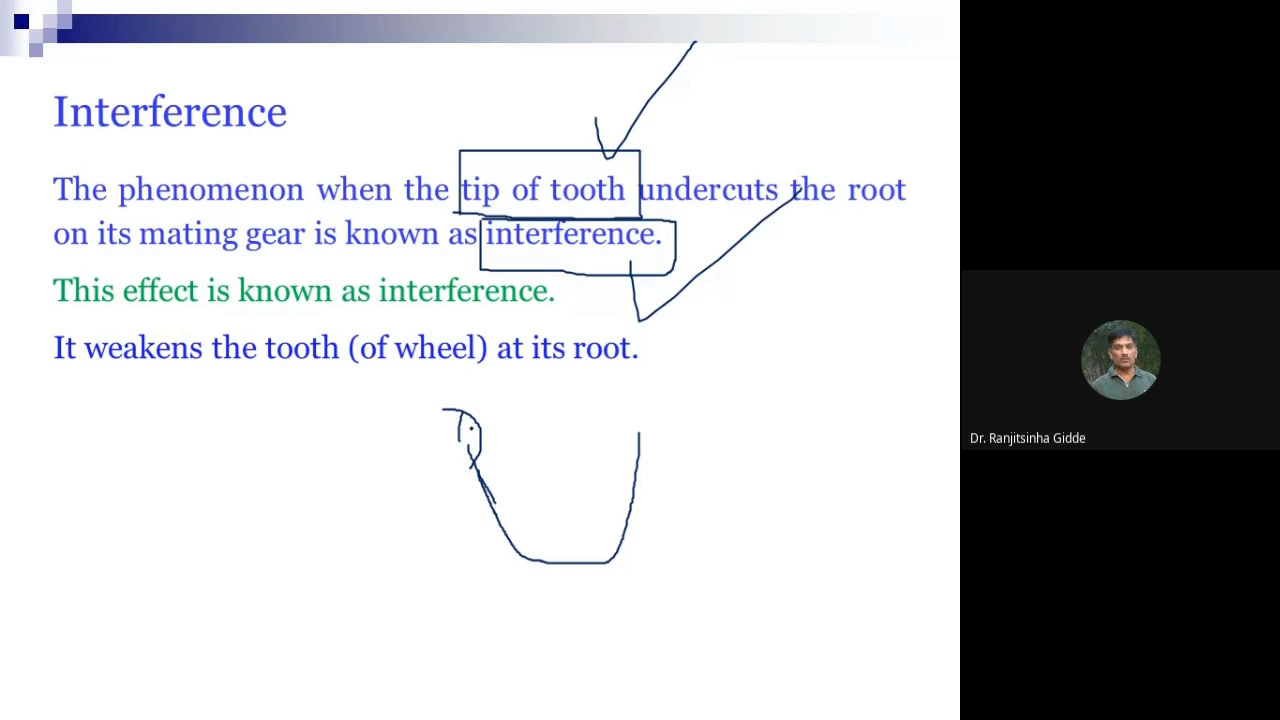 Interference
The phenomenon when the tip of tooth undercuts the root
on its mating gear is known as interference.
This effect is known as interference.
It weakens the tooth (of wheel) at its root.
Dr. Ranjitsinha Gidde